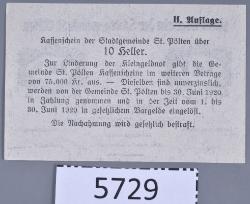 II. Auflage.
Kassenschein der Stadtgemeinde St. Pölten über
10 Heller.
Zur Linderung der Kleingeldnot gibt die Ge-
meinde St. Pölten Kassenscheine im weiteren Betrage
von 75.000 Kr. aus. — Dieselben sind unverzinslich,
werden von der Gemeinde St. Pölten bis 30. Juni 1920
in Zahlung genommen und in der Zeit vom 1. bis
30. Juni 1920 in gesetzlichem Bargelde eingelöst.
Die Nachahmung wird gesetzlich bestraft.
5729